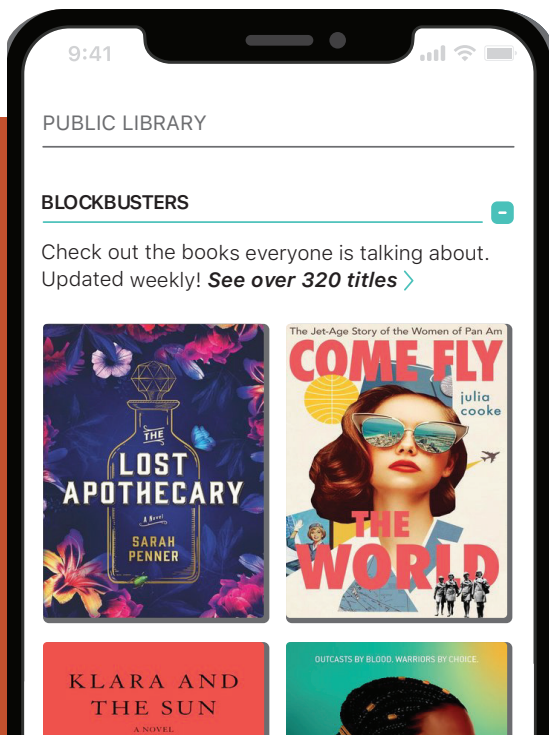 9:41
PUBLIC LIBRARY
BLOCKBUSTERS
Check out the books everyone is talking about.
Updated weekly! See over 320 titles
THE
LOST
APOTHECARY
A Novel
SARAH
PENNER
The Jet-Age Story of the Women of Pan Am
COME FLY
julia
cooke
THE
WORLD
KLARA AND
THE SUN
A NOVEL
OUTCASTS BY BLOOD. WARRIORS BY CHOICE.